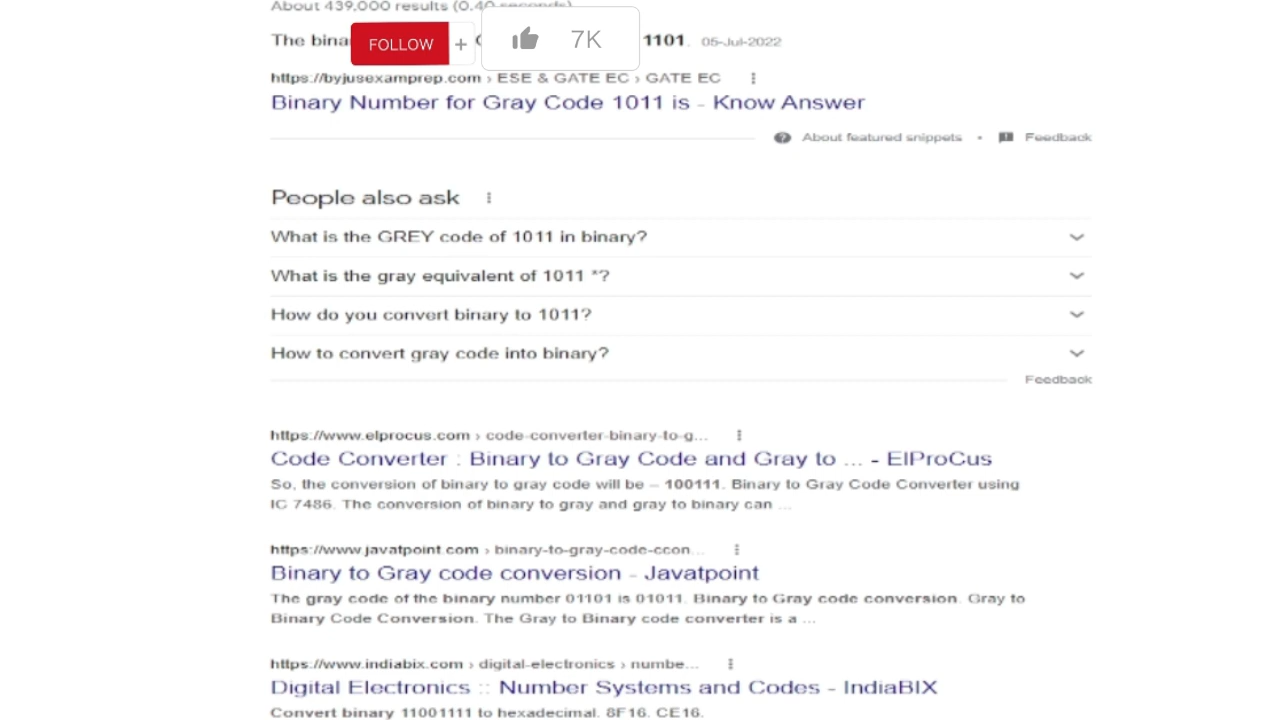 About 439,000 results (0.40 seconds)
The bina
FOLLOW +
7K
1101. 05-Jul-2022
https://byjusexamprep.com › ESE & GATE EC › GATE EC
Binary Number for Gray Code 1011 is - Know Answer
About featured snippets • Feedback
People also ask
What is the GREY code of 1011 in binary?
What is the gray equivalent of 1011 *?
How do you convert binary to 1011?
How to convert gray code into binary?
Feedback
https://www.elprocus.com › code-converter-binary-to-g...
Code Converter : Binary to Gray Code and Gray to ... - ElProCus
So, the conversion of binary to gray code will be – 100111. Binary to Gray Code Converter using
IC 7486. The conversion of binary to gray and gray to binary can ...
https://www.javatpoint.com › binary-to-gray-code-ccon...
Binary to Gray code conversion - Javatpoint
The gray code of the binary number 01101 is 01011. Binary to Gray code conversion. Gray to
Binary Code Conversion. The Gray to Binary code converter is a ...
https://www.indiabix.com › digital-electronics › numbe...
Digital Electronics :: Number Systems and Codes - IndiaBIX
Convert binary 11001111 to hexadecimal. 8F16. CE16.